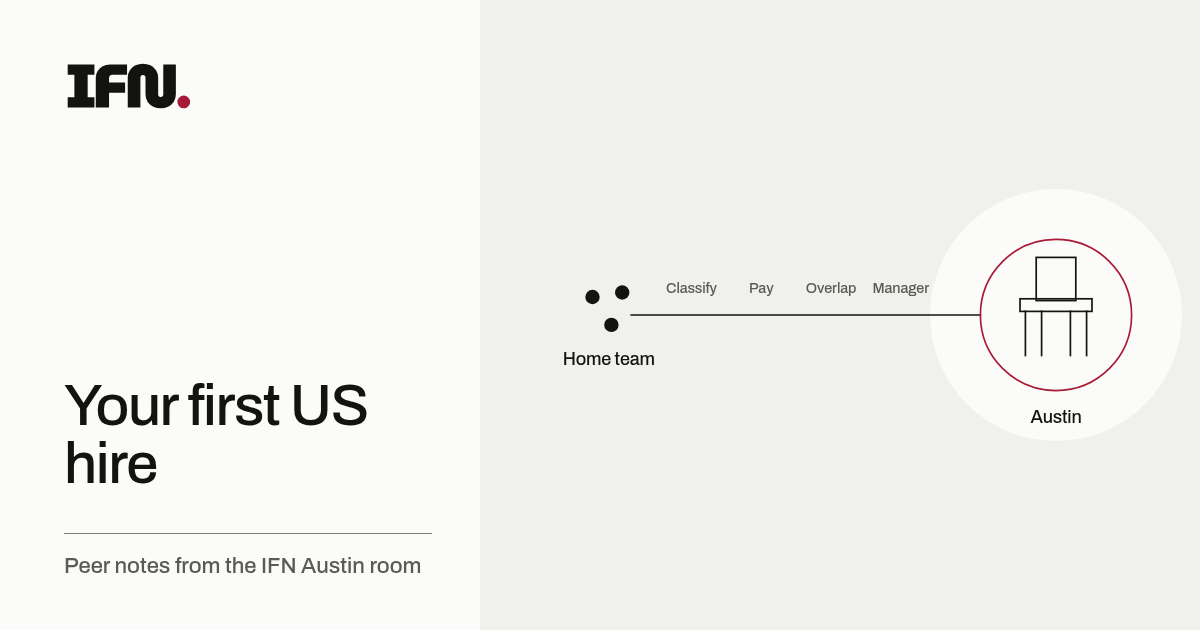 IFN.
Your first US
hire
Peer notes from the IFN Austin room
Classify Pay Overlap Manager
Home team
Austin